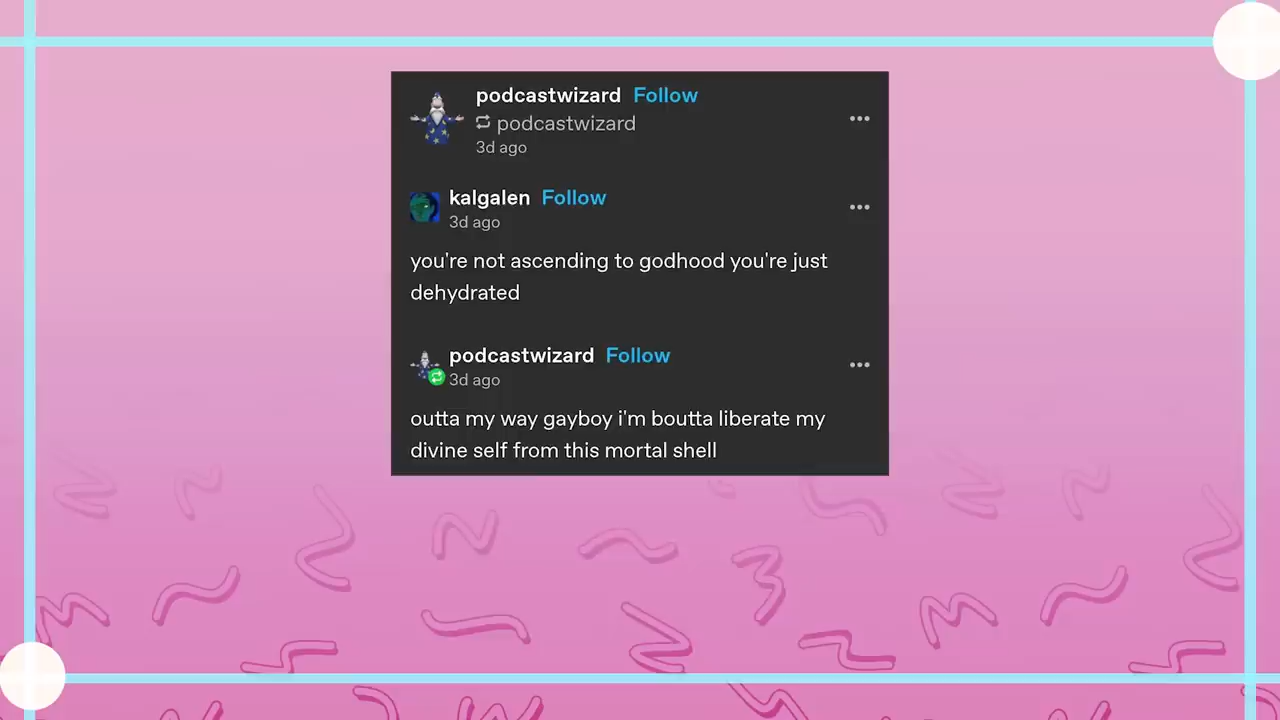 podcastwizard Follow
podcastwizard
3d ago
kalgalen Follow
3d ago
you're not ascending to godhood you're just
dehydrated
podcastwizard Follow
3d ago
outta my way gayboy i'm boutta liberate my
divine self from this mortal shell